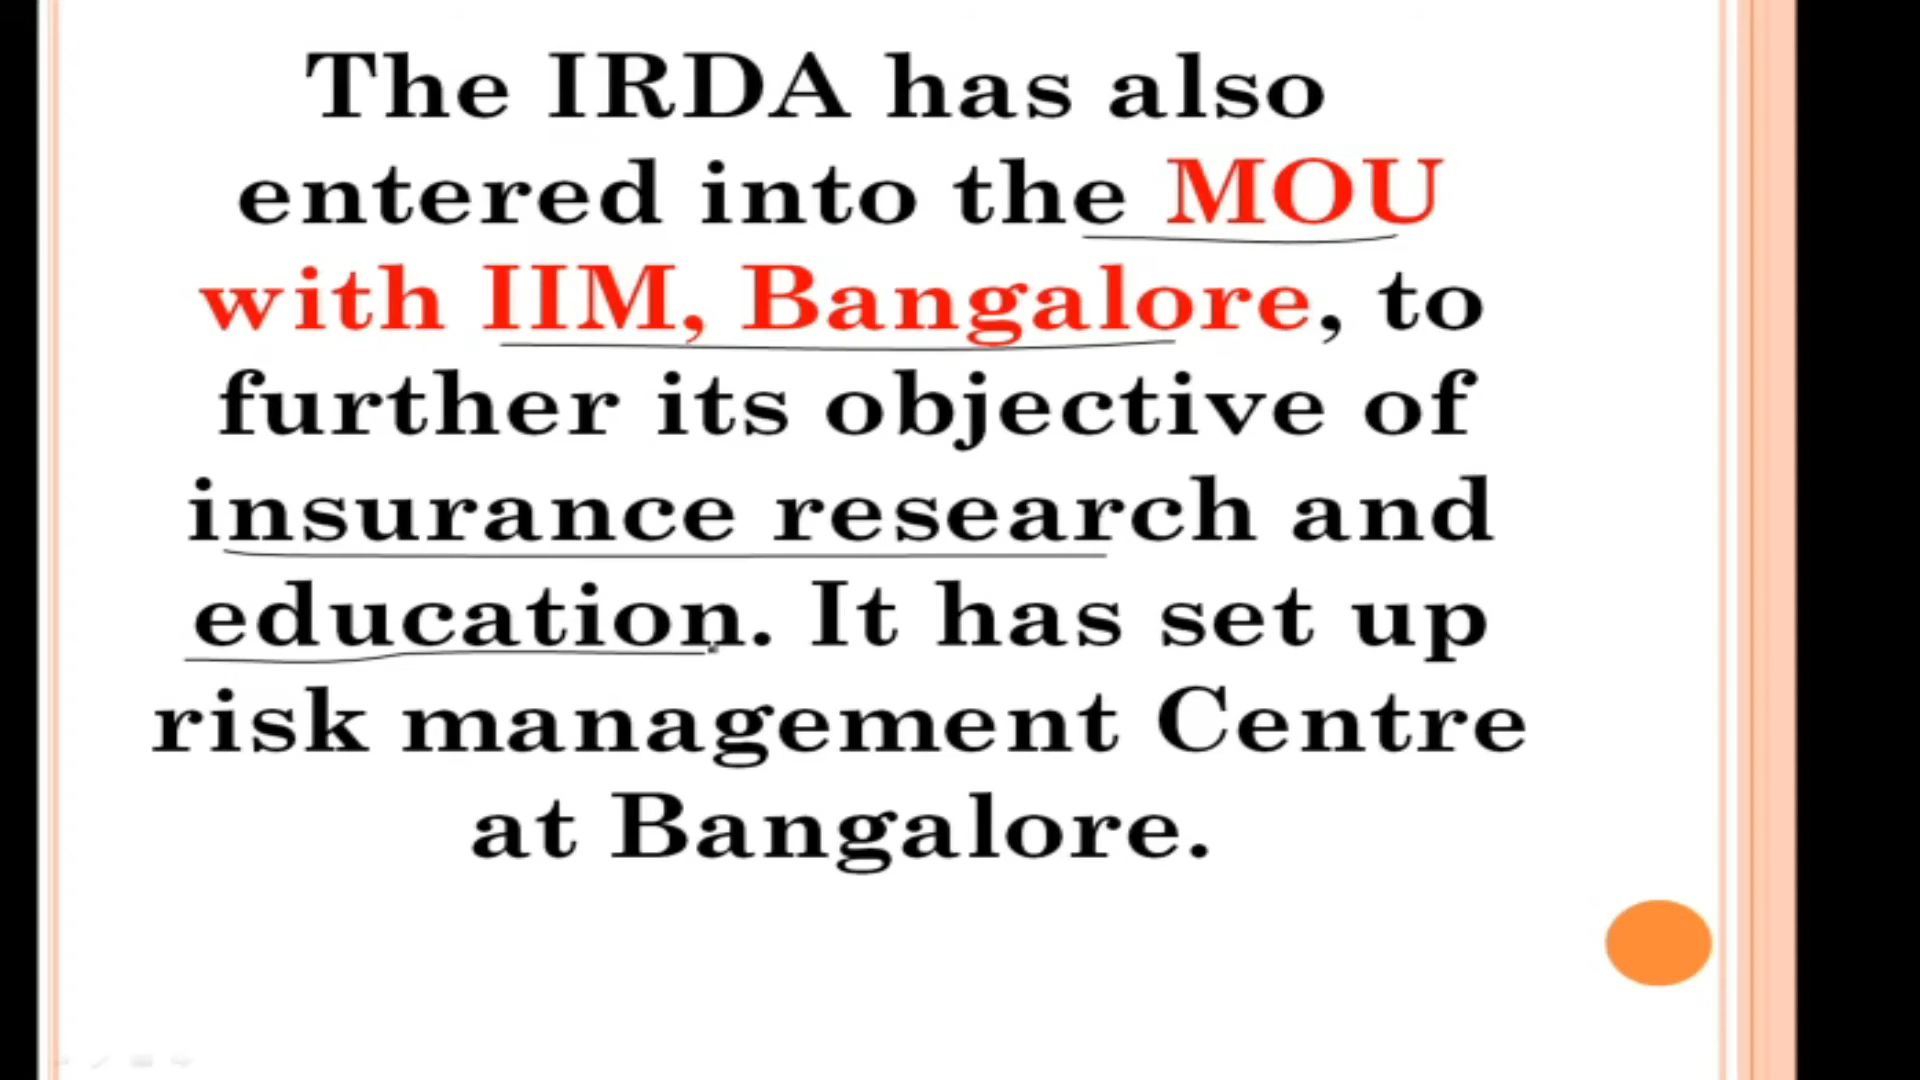 The IRDA has also
entered into the MOU
with IIM, Bangalore, to
further its objective of
insurance research and
education. It has set up
risk management Centre
at Bangalore.